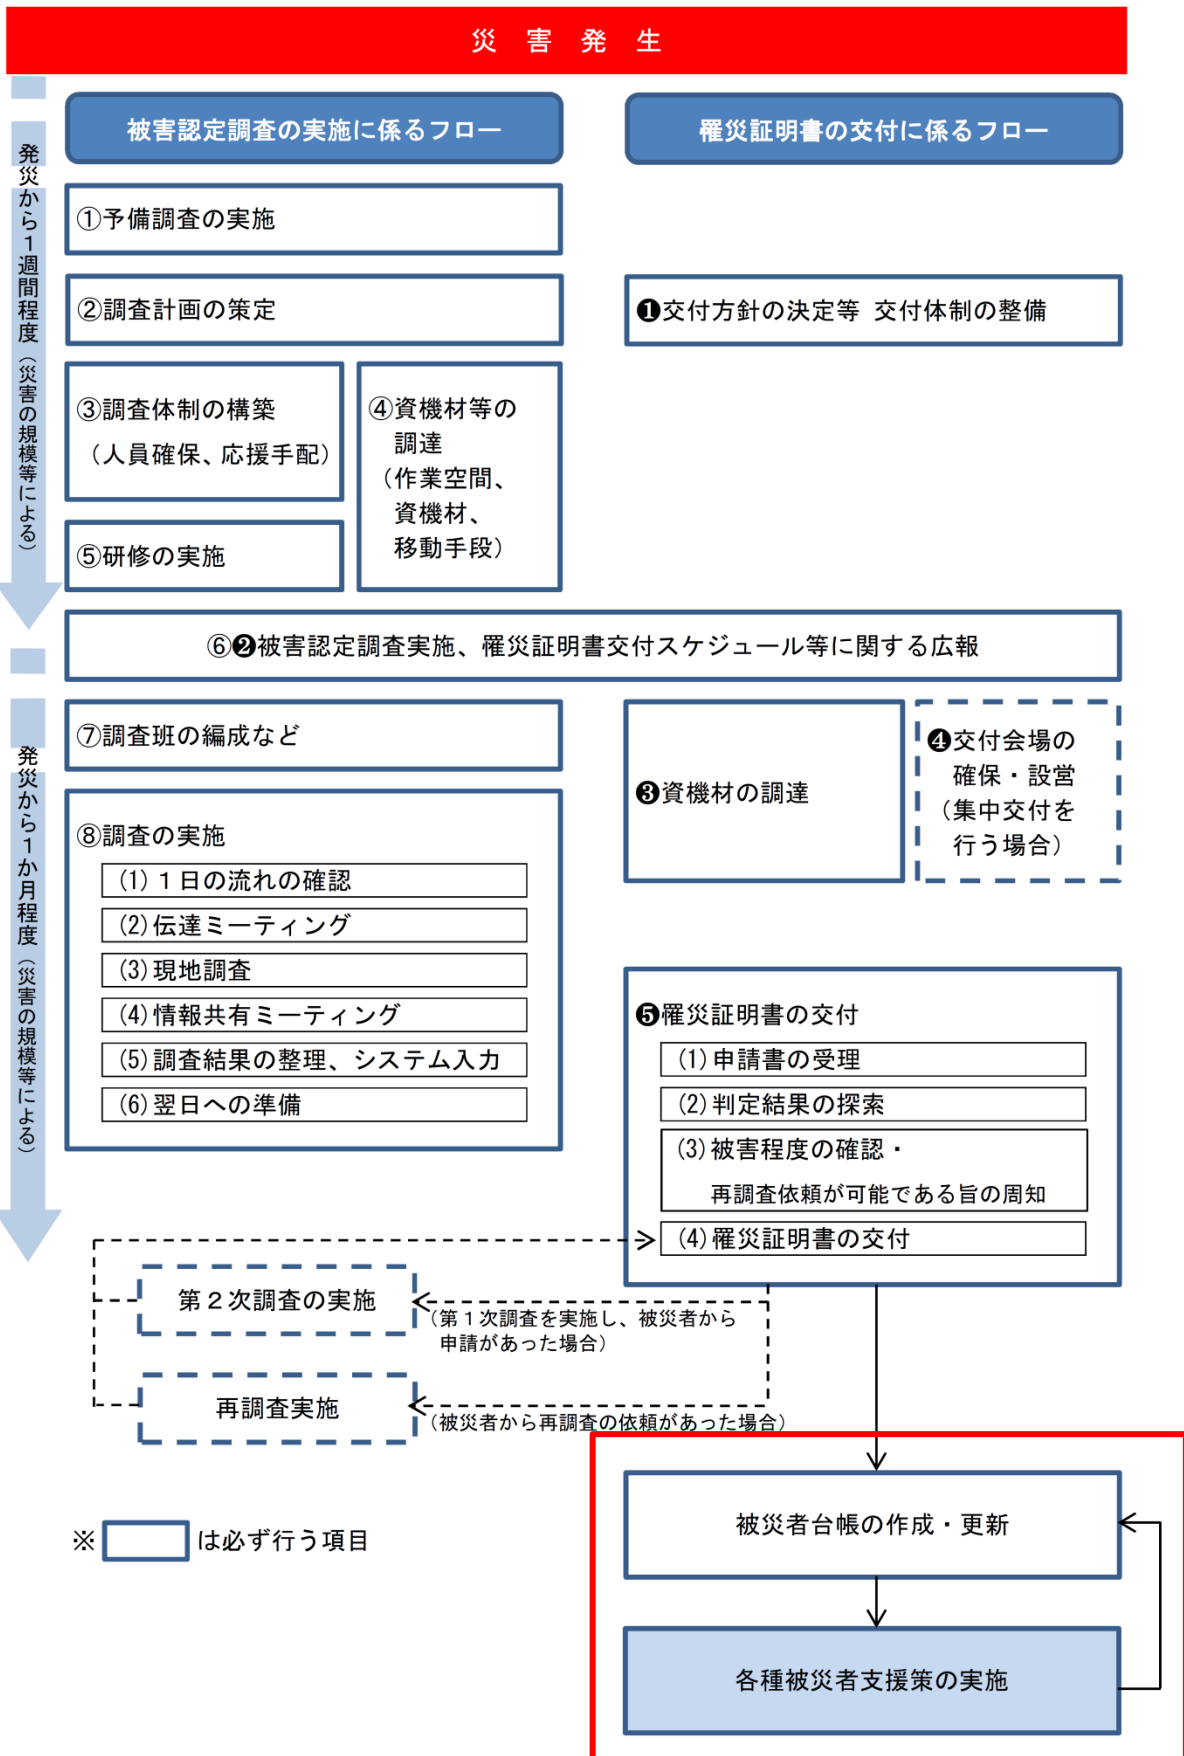 災害発生
発災から１週間程度（災害の規模等による）
被害認定調査の実施に係るフロー
罹災証明書の交付に係るフロー
①予備調査の実施
②調査計画の策定
❶交付方針の決定等 交付体制の整備
③調査体制の構築
（人員確保、応援手配）
④資機材等の
調達
（作業空間、
資機材、
移動手段）
⑤研修の実施
⑥❷被害認定調査実施、罹災証明書交付スケジュール等に関する広報
発災から１か月程度（災害の規模等による）
⑦調査班の編成など
❸資機材の調達
❹交付会場の
確保・設営
（集中交付を
行う場合）
⑧調査の実施
(1)１日の流れの確認
(2)伝達ミーティング
(3)現地調査
(4)情報共有ミーティング
(5)調査結果の整理、システム入力
(6)翌日への準備
❺罹災証明書の交付
(1)申請書の受理
(2)判定結果の探索
(3)被害程度の確認・
再調査依頼が可能である旨の周知
(4)罹災証明書の交付
第２次調査の実施
（第１次調査を実施し、被災者から
申請があった場合）
再調査実施
（被災者から再調査の依頼があった場合）
被災者台帳の作成・更新
※ は必ず行う項目
各種被災者支援策の実施